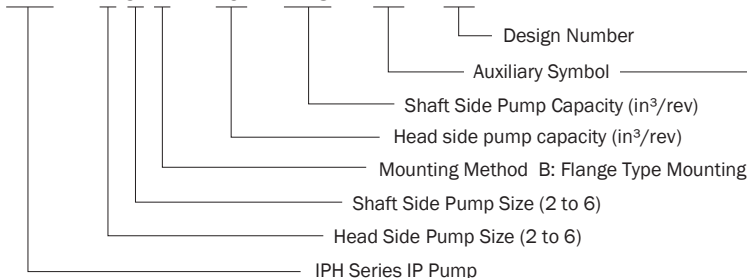 Design Number
Auxiliary Symbol
Shaft Side Pump Capacity (in³/rev)
Head side pump capacity (in³/rev)
Mounting Method B: Flange Type Mounting
Shaft Side Pump Size (2 to 6)
Head Side Pump Size (2 to 6)
IPH Series IP Pump